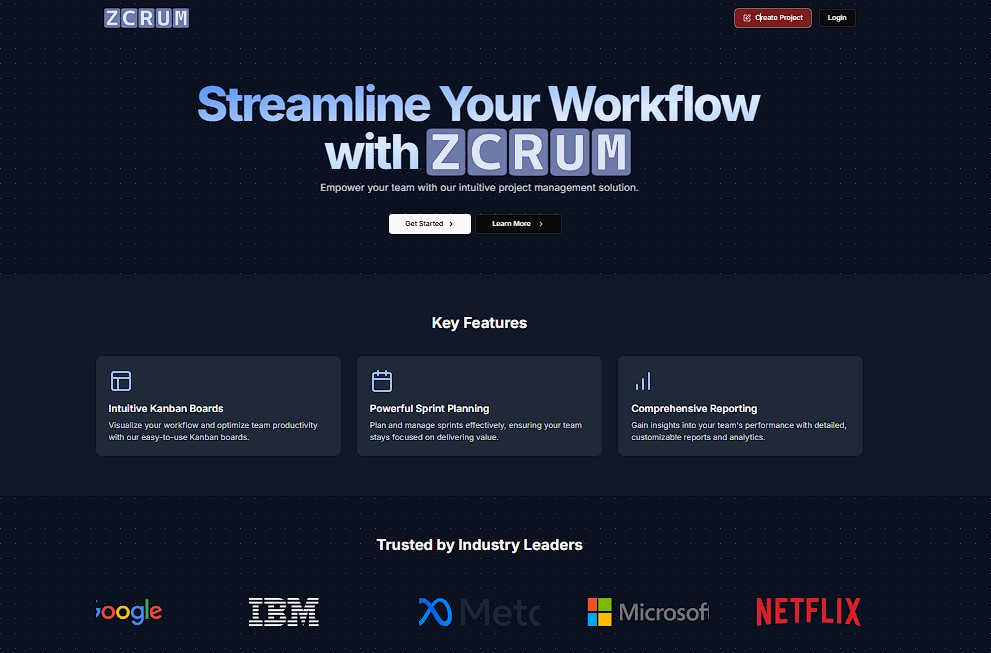 ZCRUM
Create Project
Login
Streamline Your Workflow
with ZCRUM
Empower your team with our intuitive project management solution.
Get Started
Learn More
Key Features
Intuitive Kanban Boards
Visualize your workflow and optimize team productivity
with our easy-to-use Kanban boards.
Powerful Sprint Planning
Plan and manage sprints effectively, ensuring your team
stays focused on delivering value.
Comprehensive Reporting
Gain insights into your team's performance with detailed,
customizable reports and analytics.
Trusted by Industry Leaders
Google
IBM
Meta
Microsoft
NETFLIX